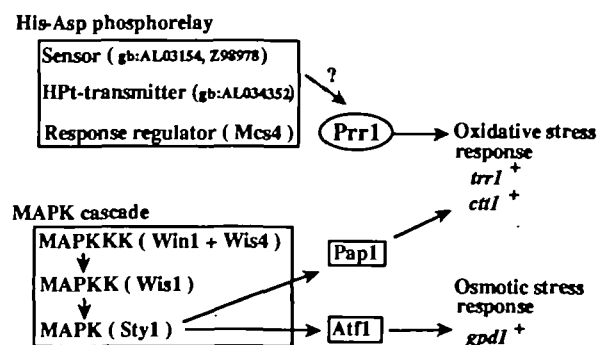 His-Asp phosphorelay
Sensor ( gb:AL03154, Z98978)
HPt-transmitter (gb:AL034352)
Response regulator ( Mcs4)
?
Prr1
Oxidative stress
response
trr1 +
ctt1 +
MAPK cascade
MAPKKK ( Win1 + Wis4)
MAPKK ( Wis1)
MAPK ( Sty1)
Pap1
Atf1
Osmotic stress
response
gpd1 +